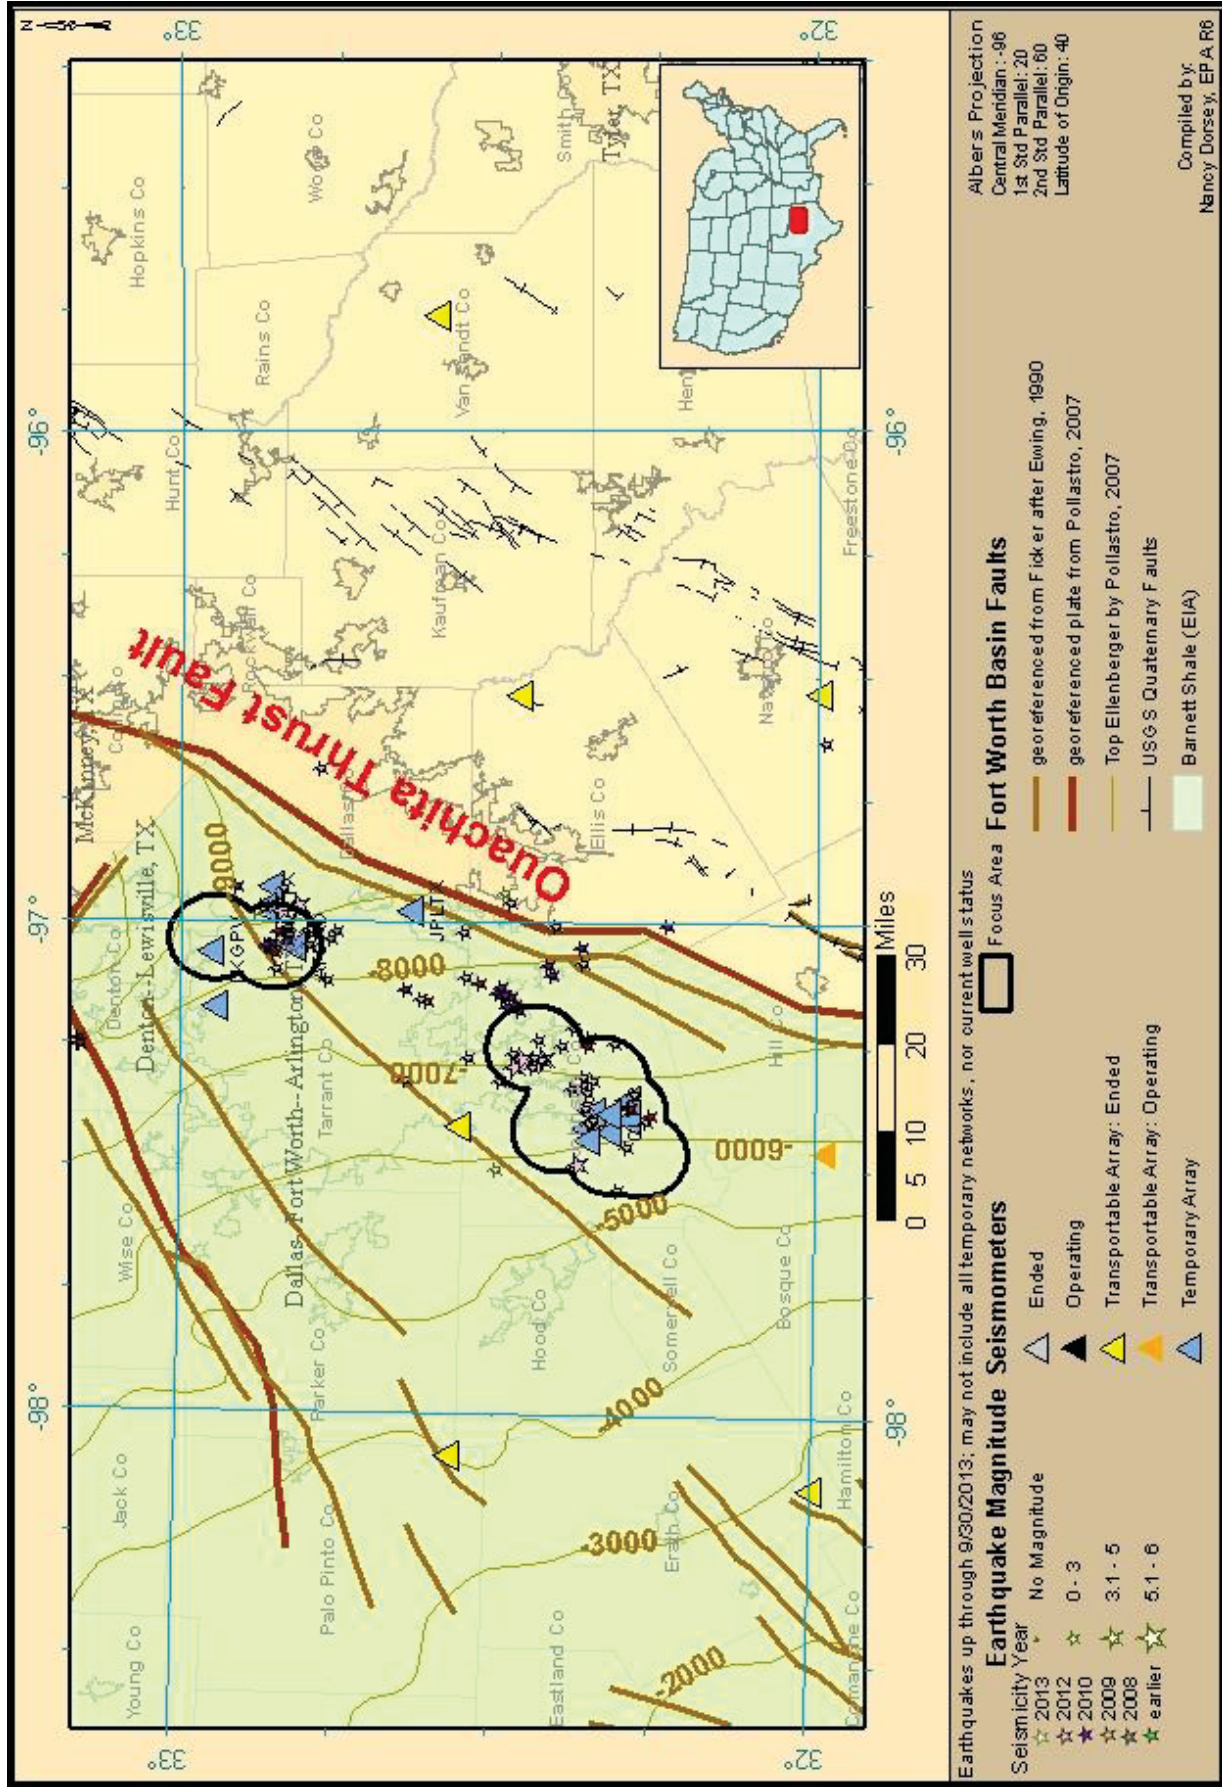 N
33°
32°
-96°
-96°
-97°
-98°
-98°
33°
32°
Hopkins Co
Wood Co
Smith Co
Tyler, TX
Rains Co
Van Zandt Co
Hunt Co
Kaufman Co
Freestone Co
Rockwall Co
McKinney, TX
Ouachita Thrust Fault
Ellis Co
Denton--Lewisville, TX
Denton Co
-9000
KGPV
JPLT
-8000
-7000
-6000
-5000
-4000
-3000
-2000
Tarrant Co
Hill Co
Wise Co
Parker Co
Hood Co
Somervell Co
Bosque Co
Jack Co
Palo Pinto Co
Erath Co
Hamilton Co
Young Co
Eastland Co
Comanche Co
0 5 10 20 30
Miles
Earthquakes up through 9/30/2013; may not include all temporary networks, nor current well status
Earthquake Magnitude
Seismicity Year
2013
2012
2010
2009
2008
earlier
No Magnitude
0 - 3
3.1 - 5
5.1 - 6
Seismometers
Ended
Operating
Transportable Array: Ended
Transportable Array: Operating
Temporary Array
Focus Area
Fort Worth Basin Faults
georeferenced from Ficker after Ewing, 1990
georeferenced plate from Pollastro, 2007
Top Ellenberger by Pollastro, 2007
USGS Quaternary Faults
Barnett Shale (EIA)
Albers Projection
Central Meridian: -96
1st Std Parallel: 20
2nd Std Parallel: 60
Latitude of Origin: 40
Compiled by:
Nancy Dorsey, EPA R6